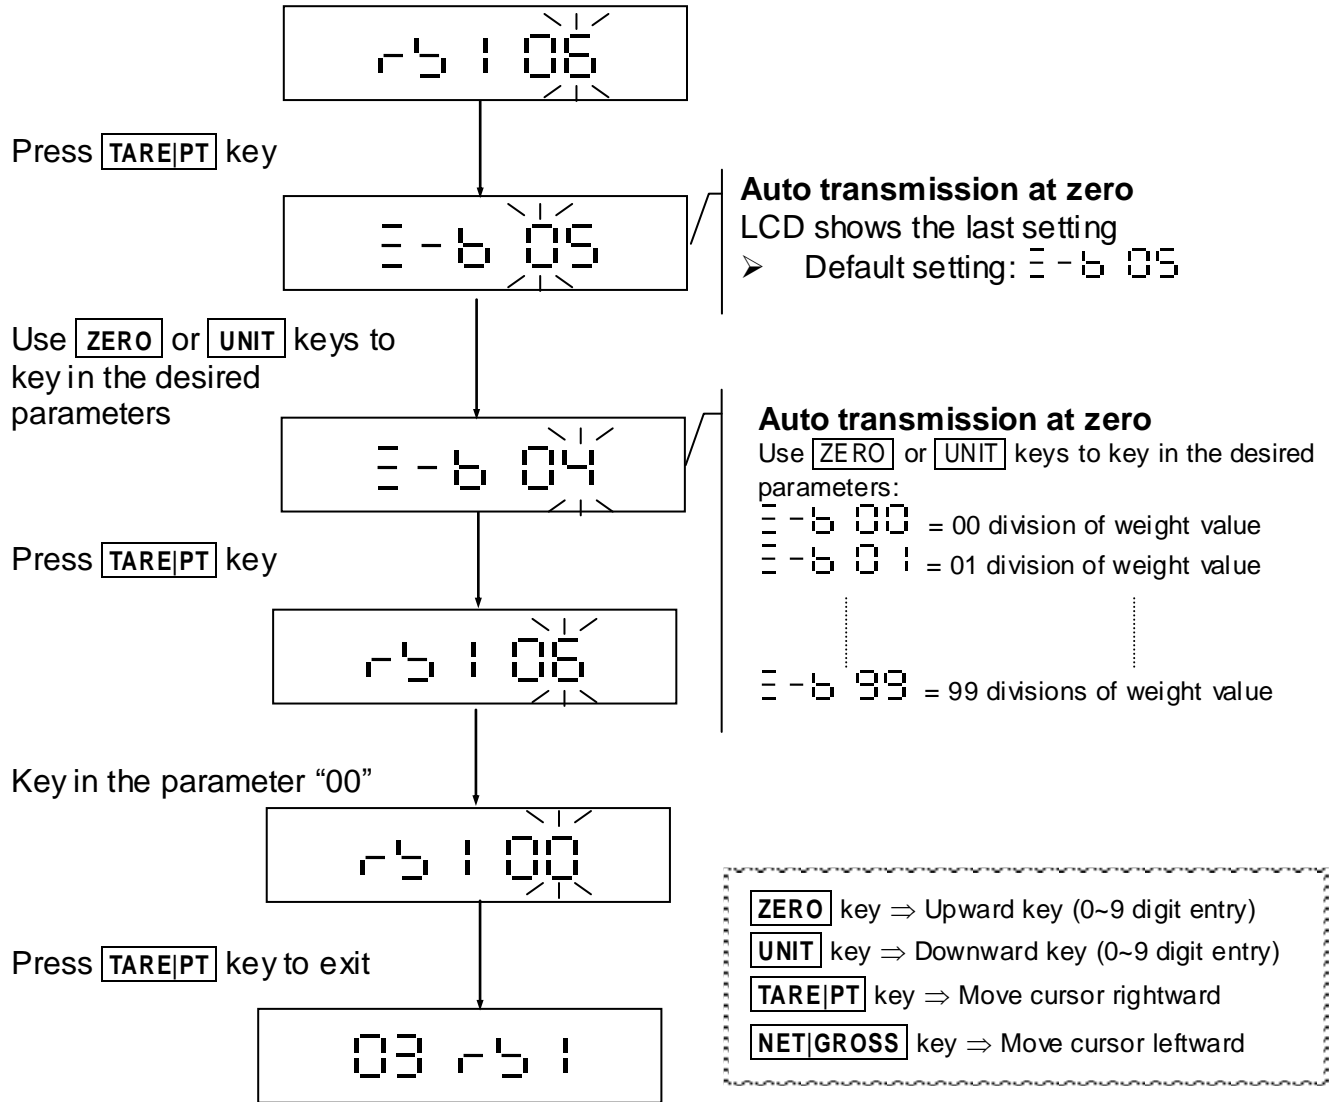 rS1 06
Press TARE|PT key
Ξ-b 05
Auto transmission at zero
LCD shows the last setting
➢ Default setting: Ξ-b 05
Use ZERO or UNIT keys to
key in the desired
parameters
Ξ-b 04
Auto transmission at zero
Use ZERO or UNIT keys to key in the desired
parameters:
Ξ-b 00 = 00 division of weight value
Ξ-b 01 = 01 division of weight value
Ξ-b 99 = 99 divisions of weight value
Press TARE|PT key
rS1 06
Key in the parameter “00”
rS1 00
Press TARE|PT key to exit
03 rS1
ZERO key ⇒ Upward key (0~9 digit entry)
UNIT key ⇒ Downward key (0~9 digit entry)
TARE|PT key ⇒ Move cursor rightward
NET|GROSS key ⇒ Move cursor leftward